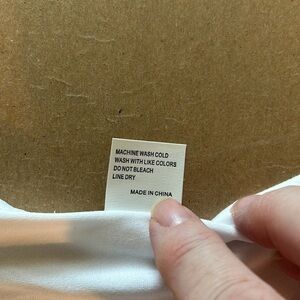 MACHINE WASH COLD
WASH WITH LIKE COLORS
DO NOT BLEACH
LINE DRY
MADE IN CHINA